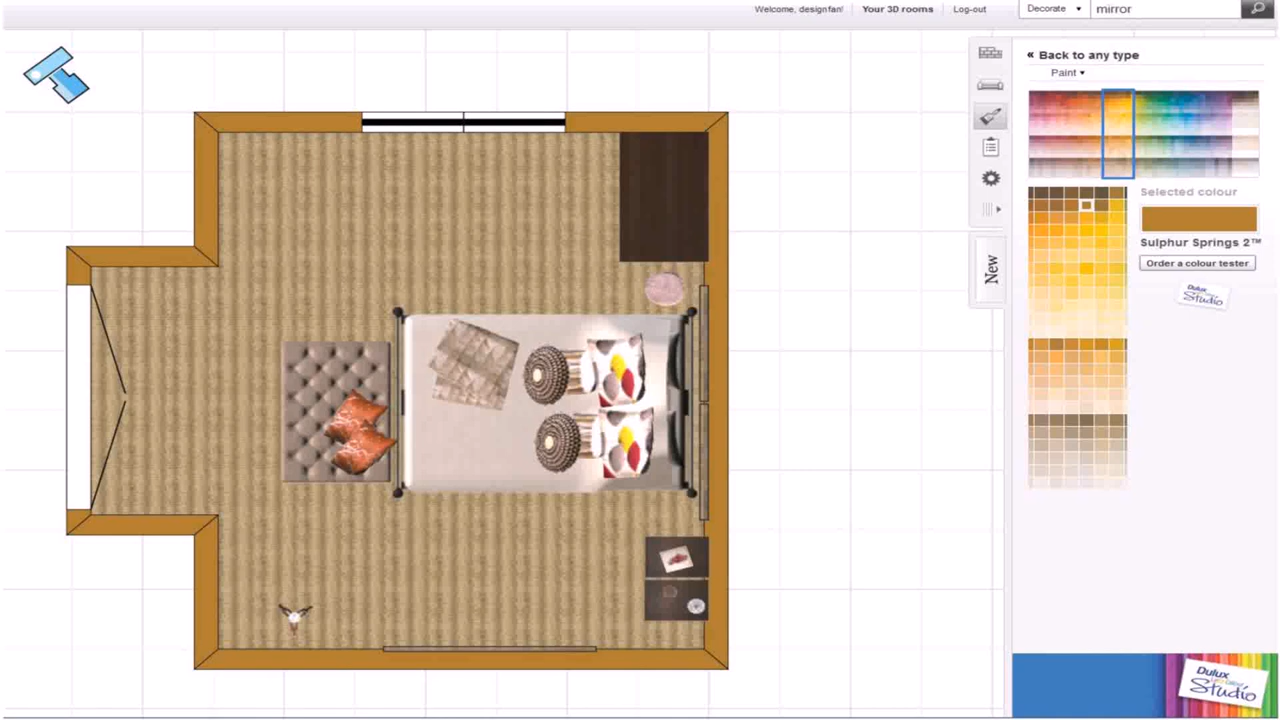 Welcome, designfan!
Your 3D rooms
Log-out
Decorate
mirror
« Back to any type
Paint
Selected colour
Sulphur Springs 2™
Order a colour tester
Dulux
Studio
New
Dulux
Studio